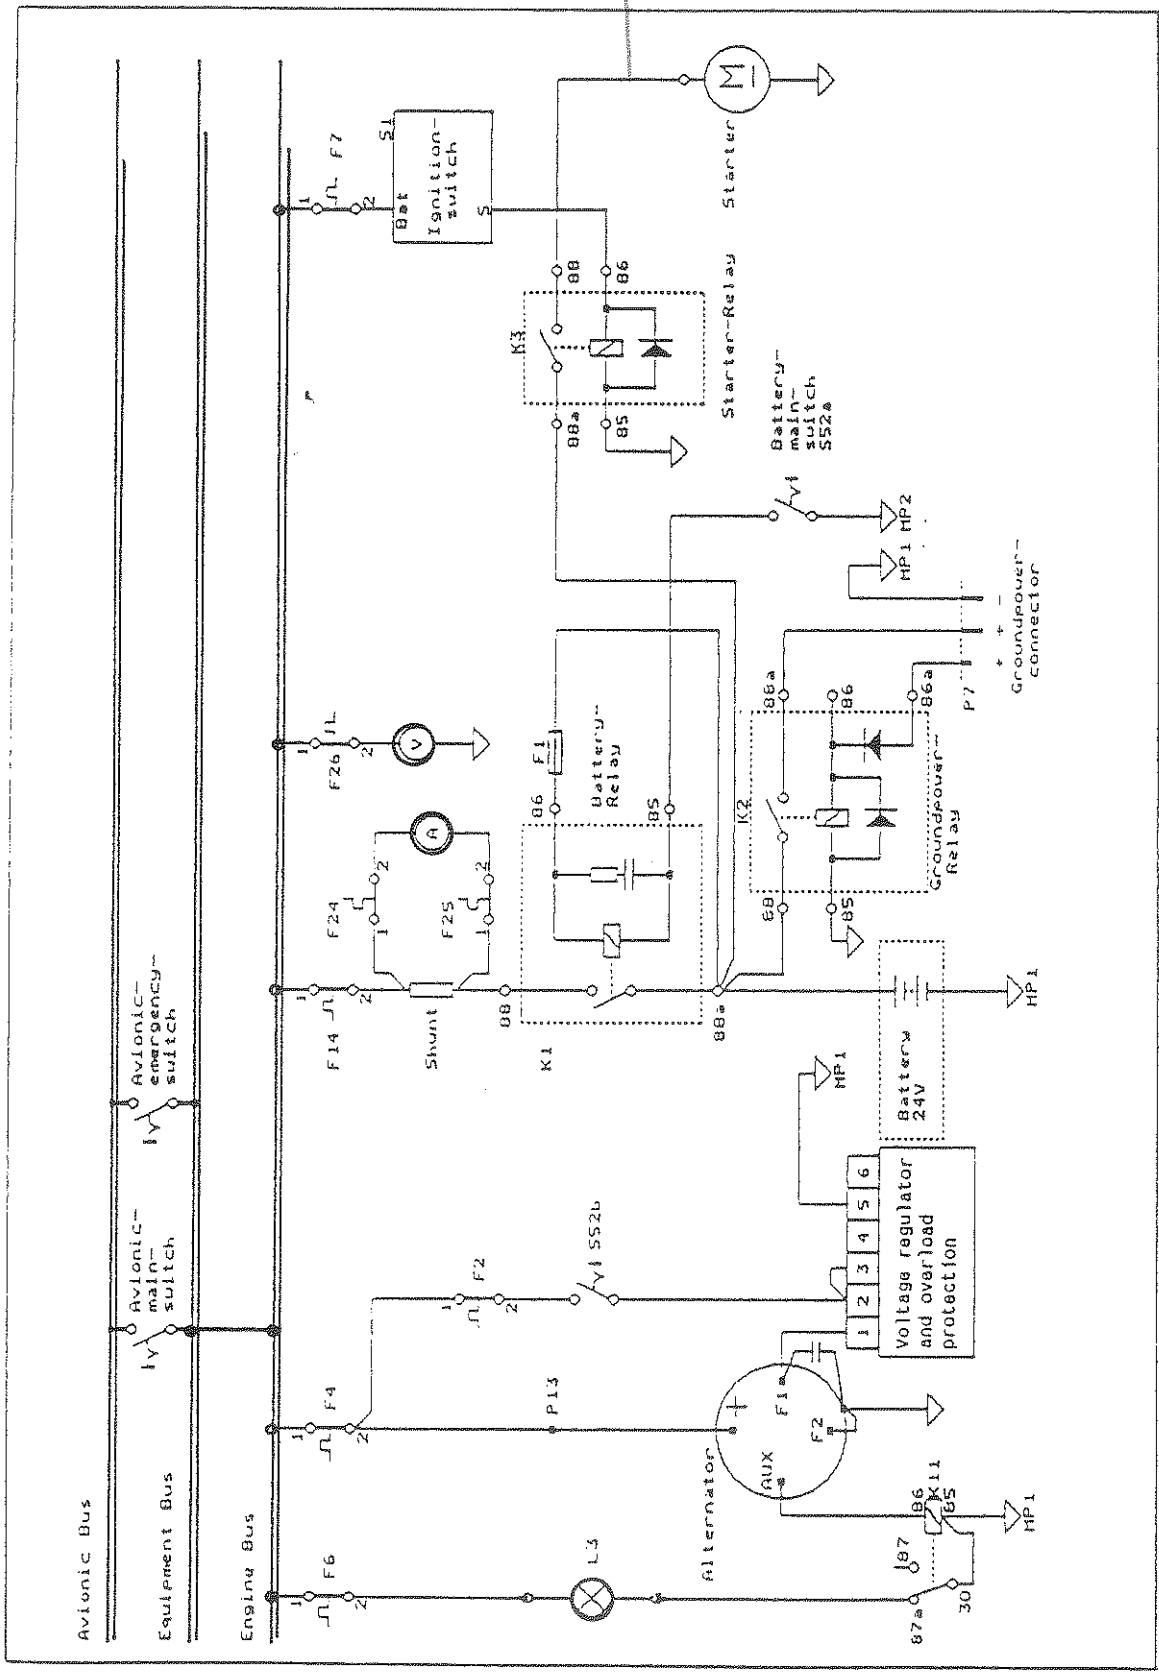 Avionic Bus
Equipment Bus
Engine Bus
Avionic-
main-
switch
Avionic-
emergency-
switch
1
F6
2
1
F4
2
1
F14
2
1
F26
2
1
F7
2
S1
Bat
Ignition-
switch
S
L3
P13
1
F2
2
S52b
Shunt
F24
1
2
F25
1
2
A
V
88
K1
86
F1
Battery-
Relay
85
88a
88a
85
K3
88
86
Starter-Relay
Starter
M
Battery-
main-
switch
S52a
MP2
MP1
Alternator
AUX
+
F1
F2
87
87a
30
86
K11
85
MP1
1
2
3
4
5
6
Voltage regulator
and overload
protection
MP1
Battery
24V
MP1
88
85
K2
Groundpower-
Relay
88a
86
86a
P7
+ + -
Groundpower-
connector